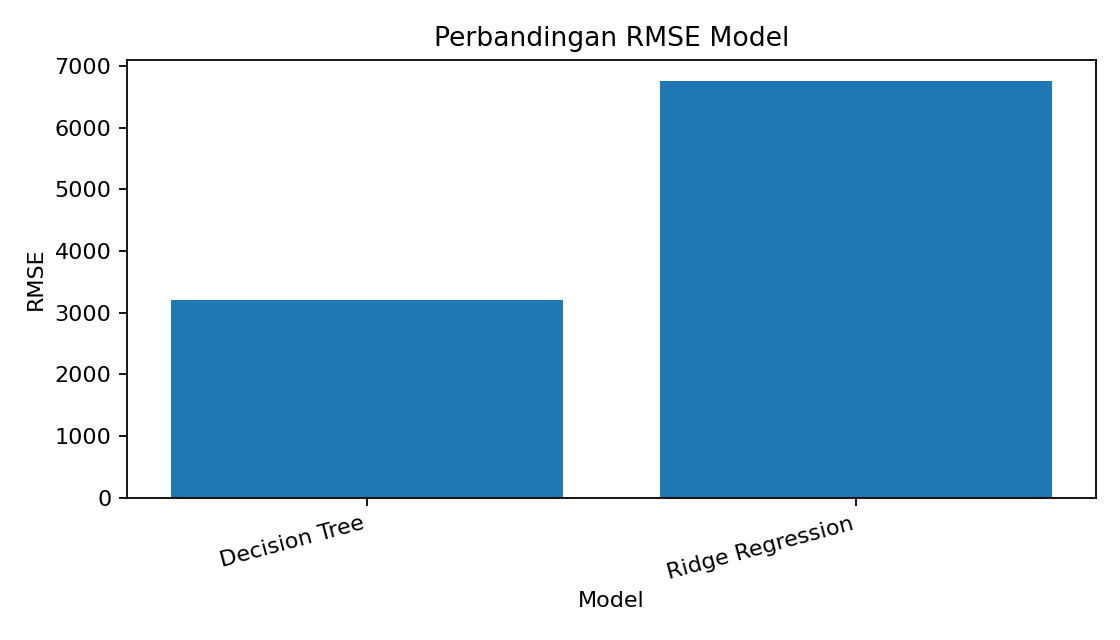 Perbandingan RMSE Model
7000
6000
5000
4000
3000
2000
1000
0
RMSE
Decision Tree
Ridge Regression
Model